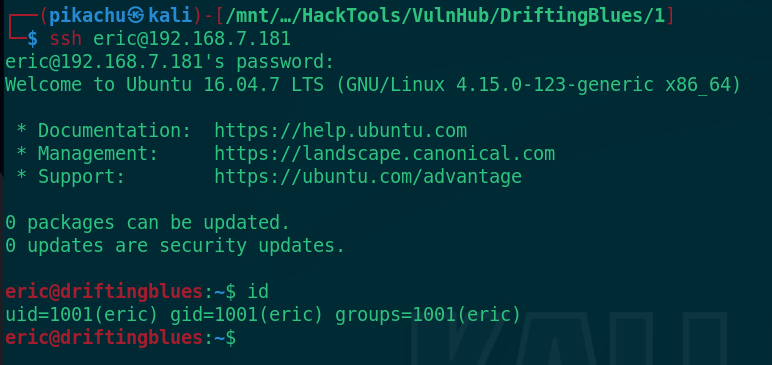 ┌──(pikachu㉿kali)-[/mnt/…/HackTools/VulnHub/DriftingBlues/1]
└─$ ssh eric@192.168.7.181
eric@192.168.7.181's password:
Welcome to Ubuntu 16.04.7 LTS (GNU/Linux 4.15.0-123-generic x86_64)
 * Documentation:  https://help.ubuntu.com
 * Management:     https://landscape.canonical.com
 * Support:        https://ubuntu.com/advantage
0 packages can be updated.
0 updates are security updates.
eric@driftingblues:~$ id
uid=1001(eric) gid=1001(eric) groups=1001(eric)
eric@driftingblues:~$
KALI